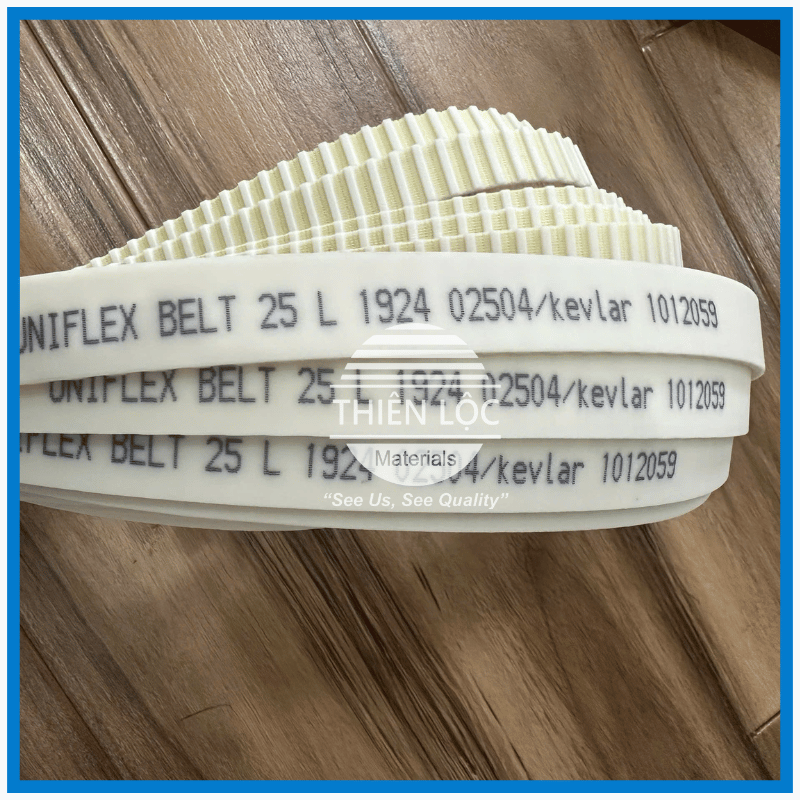 UNIFLEX BELT 25 L 1924 02504/kevlar 1012059
UNIFLEX BELT 25 L 1924 02504/kevlar 1012059
IFLEX BELT 25 L 1924 02504/kevlar 1012059
THIÊN LỘC
Materials
“See Us, See Quality”